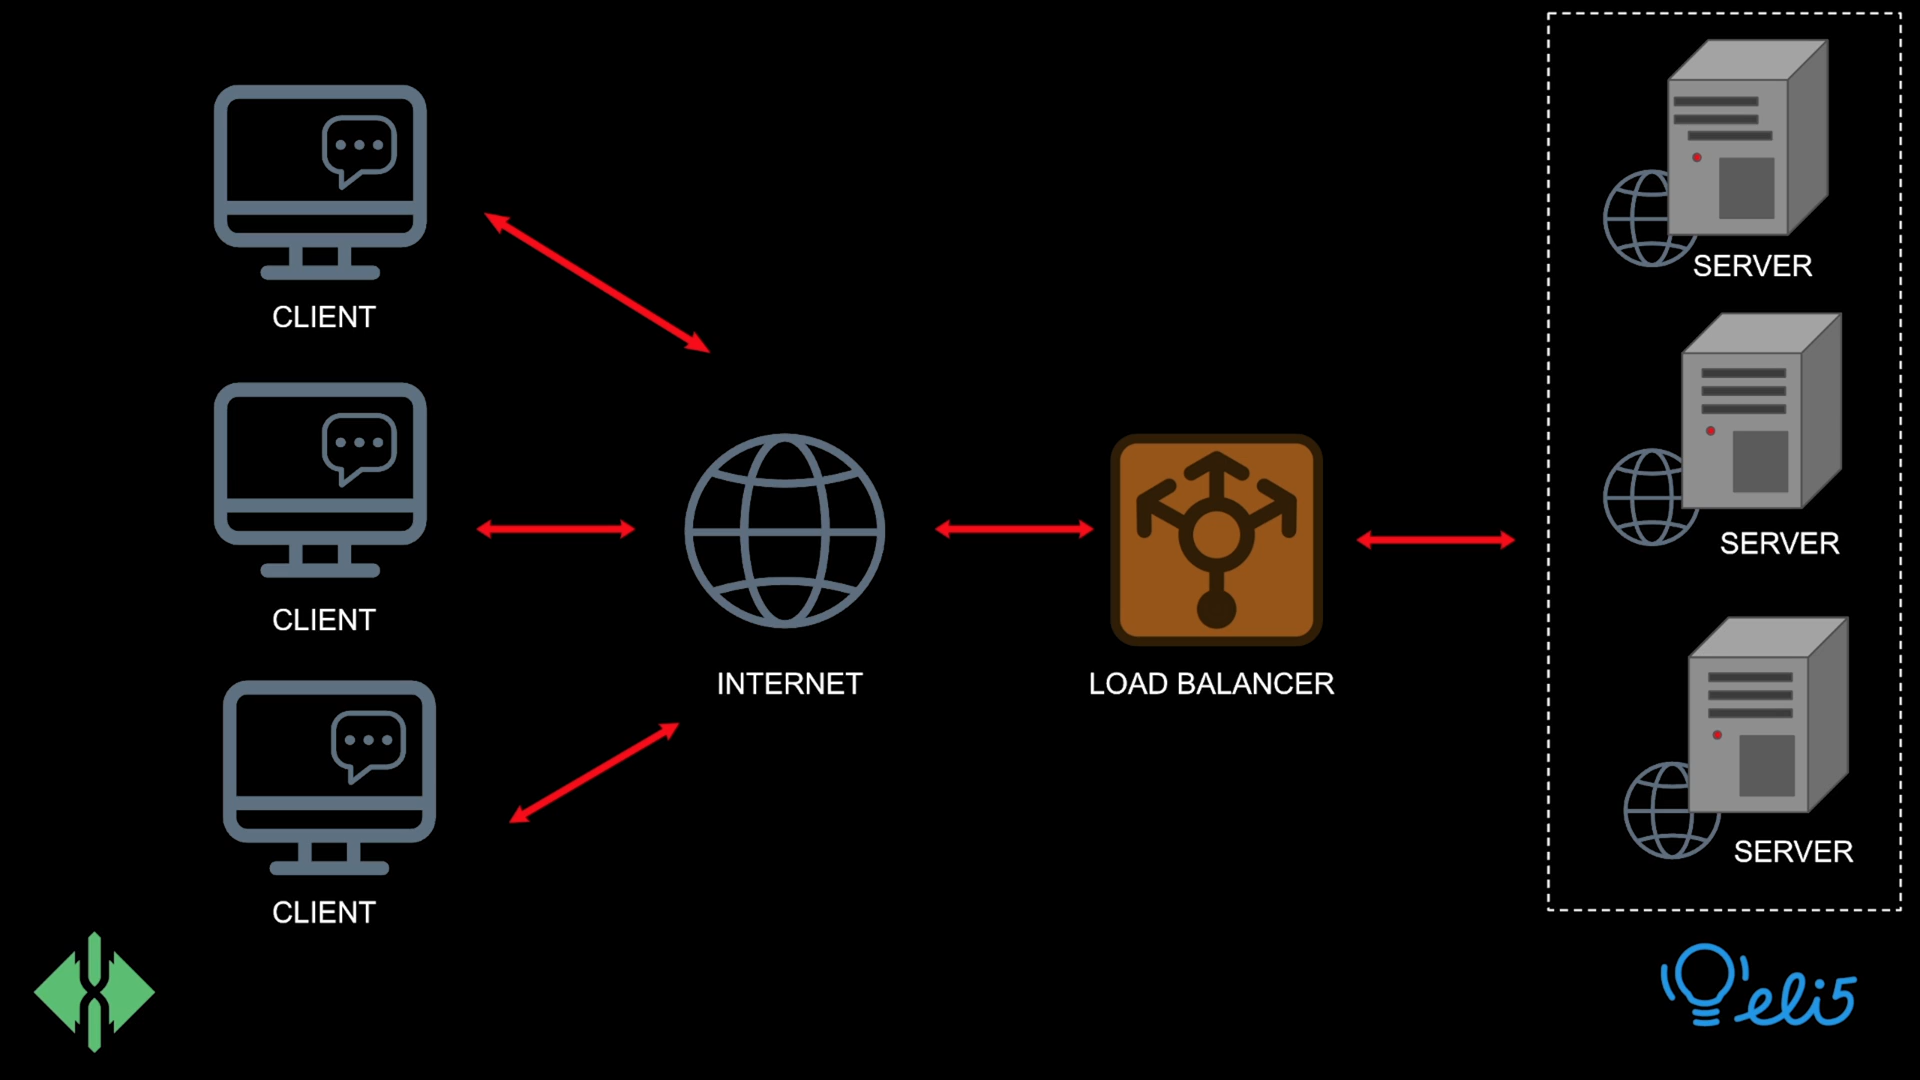 CLIENT
CLIENT
CLIENT
INTERNET
LOAD BALANCER
SERVER
SERVER
SERVER
eli5